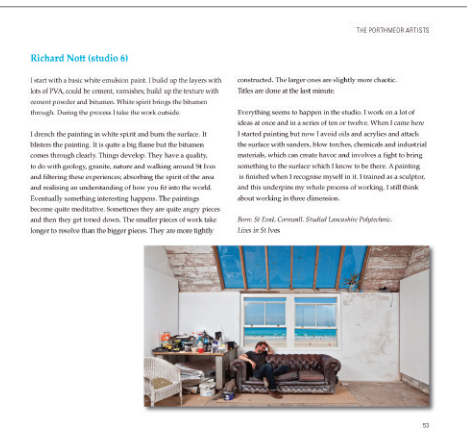 THE PORTHMEOR ARTISTS
Richard Nott (studio 6)
I start with a basic white emulsion paint. I build up the layers with
lots of PVA, could be cement, varnishes; build up the texture with
cement powder and bitumen. White spirit brings the bitumen
through. During the process I take the work outside.
I drench the painting in white spirit and burn the surface. It
blisters the painting. It is quite a big flame but the bitumen
comes through clearly. Things develop. They have a quality,
to do with geology, granite, nature and walking around St Ives
and filtering these experiences; absorbing the spirit of the area
and realising an understanding of how you fit into the world.
Eventually something interesting happens. The paintings
become quite meditative. Sometimes they are quite angry pieces
and then they get toned down. The smaller pieces of work take
longer to resolve than the bigger pieces. They are more tightly
constructed. The larger ones are slightly more chaotic.
Titles are done at the last minute.
Everything seems to happen in the studio. I work on a lot of
ideas at once and in a series of ten or twelve. When I came here
I started painting but now I avoid oils and acrylics and attack
the surface with sanders, blow torches, chemicals and industrial
materials, which can create havoc and involves a fight to bring
something to the surface which I know to be there. A painting
is finished when I recognise myself in it. I trained as a sculptor,
and this underpins my whole process of working. I still think
about working in three dimension.
Born: St Eval, Cornwall. Studied Lancashire Polytechnic.
Lives in St Ives
53